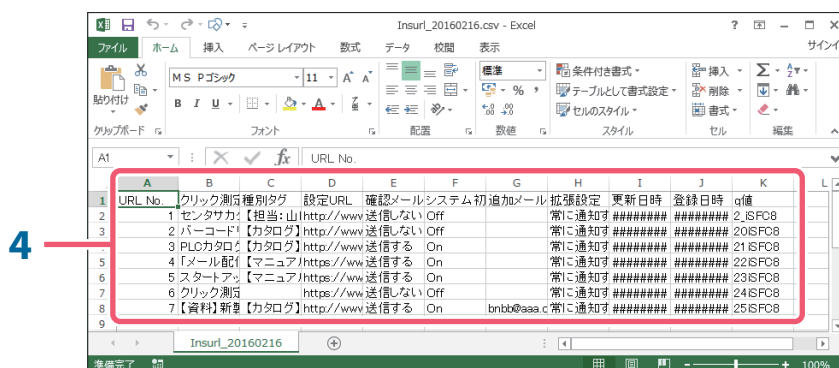 Insurl_20160216.csv - Excel
ファイル ホーム 挿入 ページ レイアウト 数式 データ 校閲 表示 サインイ
貼り付け
MS Pゴシック 11
B I U
標準
条件付き書式
テーブルとして書式設定
セルのスタイル
挿入
削除
書式
クリップボード フォント 配置 数値 スタイル セル 編集
A1 fx URL No.
A B C D E F G H I J K L
1 URL No. クリック測定 種別タグ 設定URL 確認メール システム初 追加メール 拡張設定 更新日時 登録日時 q値
2 1 センタサカ 【担当:山 http://www 送信しない Off 常に通知す ######## ######## 2_iSFC8
3 2 バーコード 【カタログ】 http://www 送信しない Off 常に通知す ######## ######## 20iSFC8
4 3 PLCカタロ 【カタログ】 http://www 送信する On 常に通知す ######## ######## 21iSFC8
5 4 「メール配 【マニュア https://ww 送信する On 常に通知す ######## ######## 22iSFC8
6 5 スタートア 【マニュア https://ww 送信する On 常に通知す ######## ######## 23iSFC8
7 6 クリック測定 https://ww 送信しない Off 常に通知す ######## ######## 24iSFC8
8 7 【資料】新 【カタログ】 http://www 送信する On bnbb@aaa.c 常に通知す ######## ######## 25iSFC8
9
4
Insurl_20160216
準備完了 100%